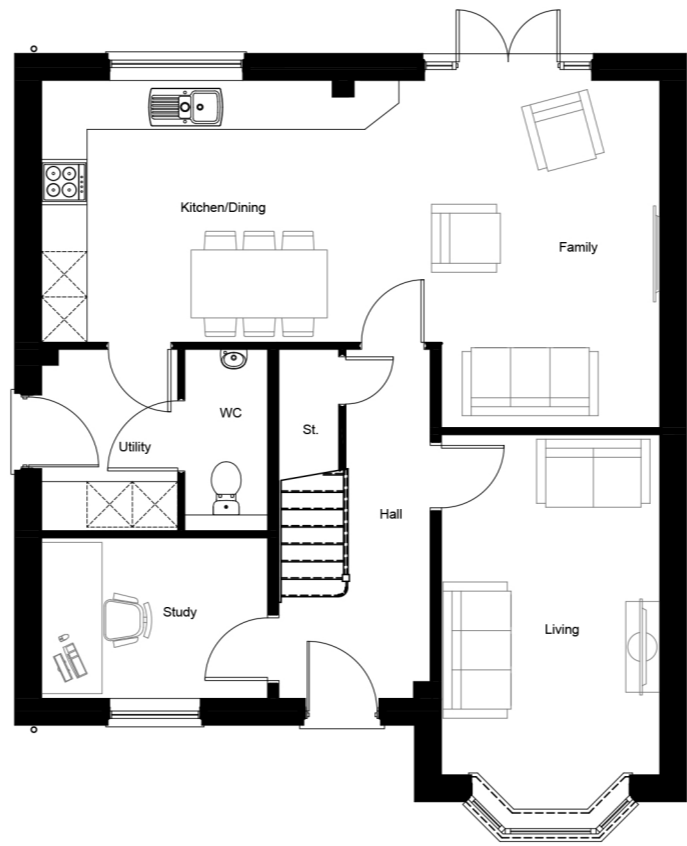 Kitchen/Dining
Family
WC
St.
Utility
Hall
Study
Living